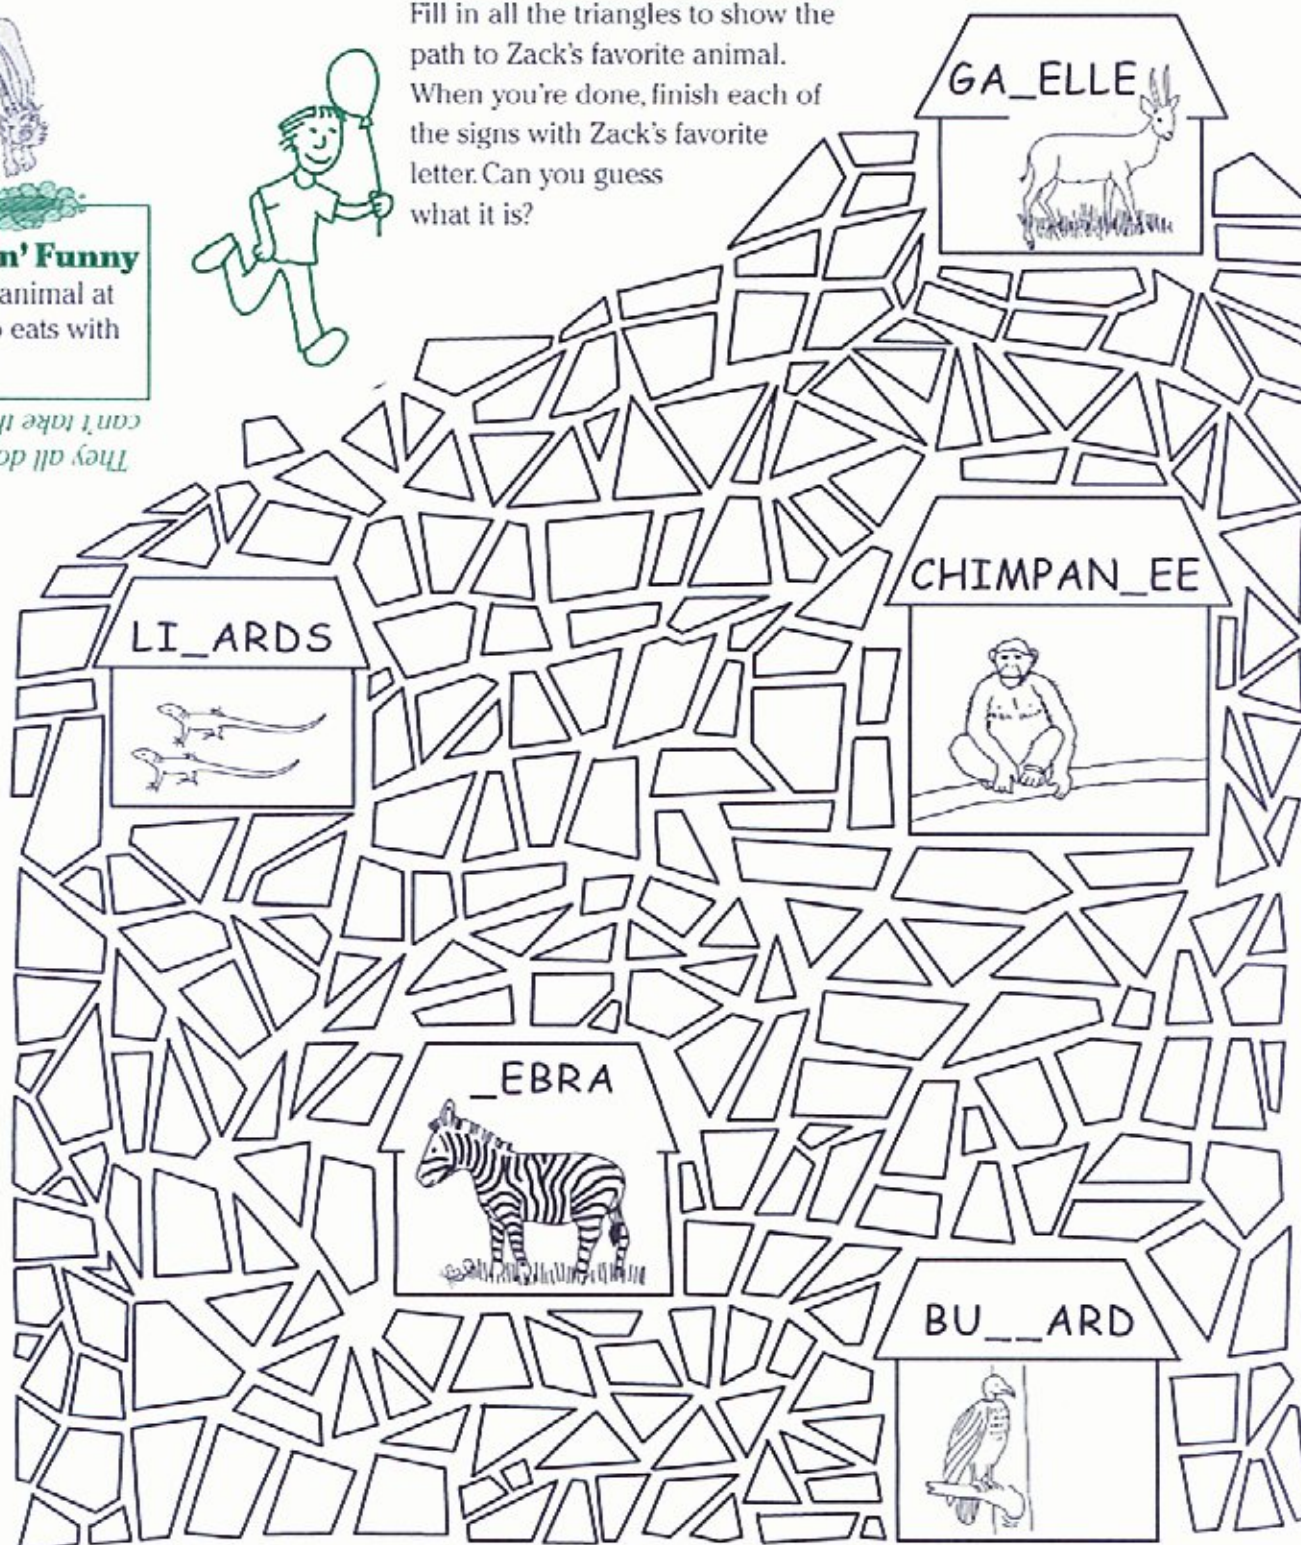 Fill in all the triangles to show the
path to Zack's favorite animal.
When you're done, finish each of
the signs with Zack's favorite
letter. Can you guess
what it is?
n' Funny
animal at
eats with
They all do
can't take th
GA_ELLE
CHIMPAN_EE
LI_ARDS
_EBRA
BU__ARD